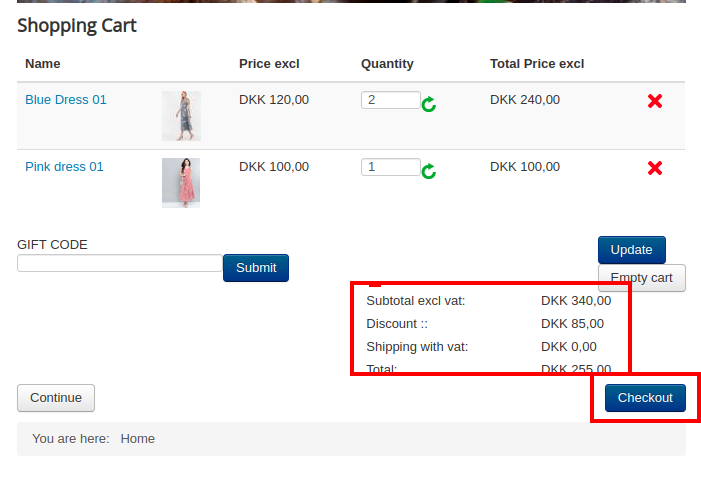 Shopping Cart
Name Price excl Quantity Total Price excl
Blue Dress 01 DKK 120,00 2 DKK 240,00
Pink dress 01 DKK 100,00 1 DKK 100,00
GIFT CODE
Update
Submit
Empty cart
Subtotal excl vat: DKK 340,00
Discount :: DKK 85,00
Shipping with vat: DKK 0,00
Total: DKK 255,00
Continue Checkout
You are here: Home